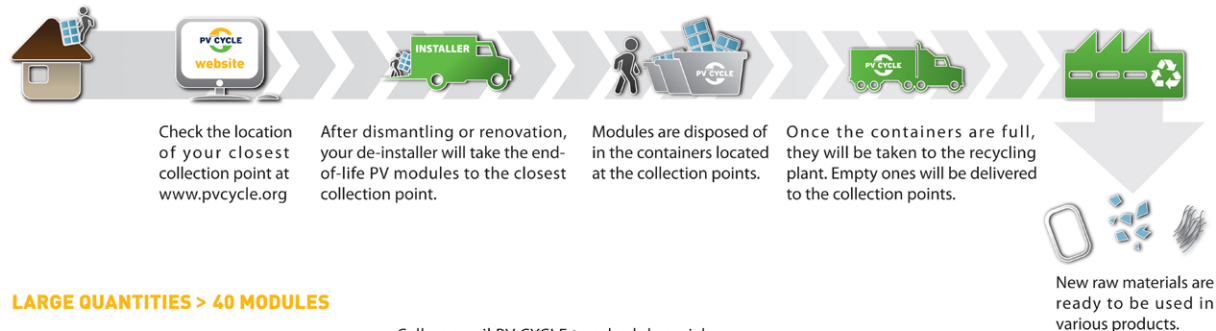 PV CYCLE
website
INSTALLER
PV CYCLE
PV CYCLE
Check the location
of your closest
collection point at
www.pvcycle.org
After dismantling or renovation,
your de-installer will take the end-
of-life PV modules to the closest
collection point.
Modules are disposed of
in the containers located
at the collection points.
Once the containers are full,
they will be taken to the recycling
plant. Empty ones will be delivered
to the collection points.
New raw materials are
ready to be used in
various products.
LARGE QUANTITIES > 40 MODULES